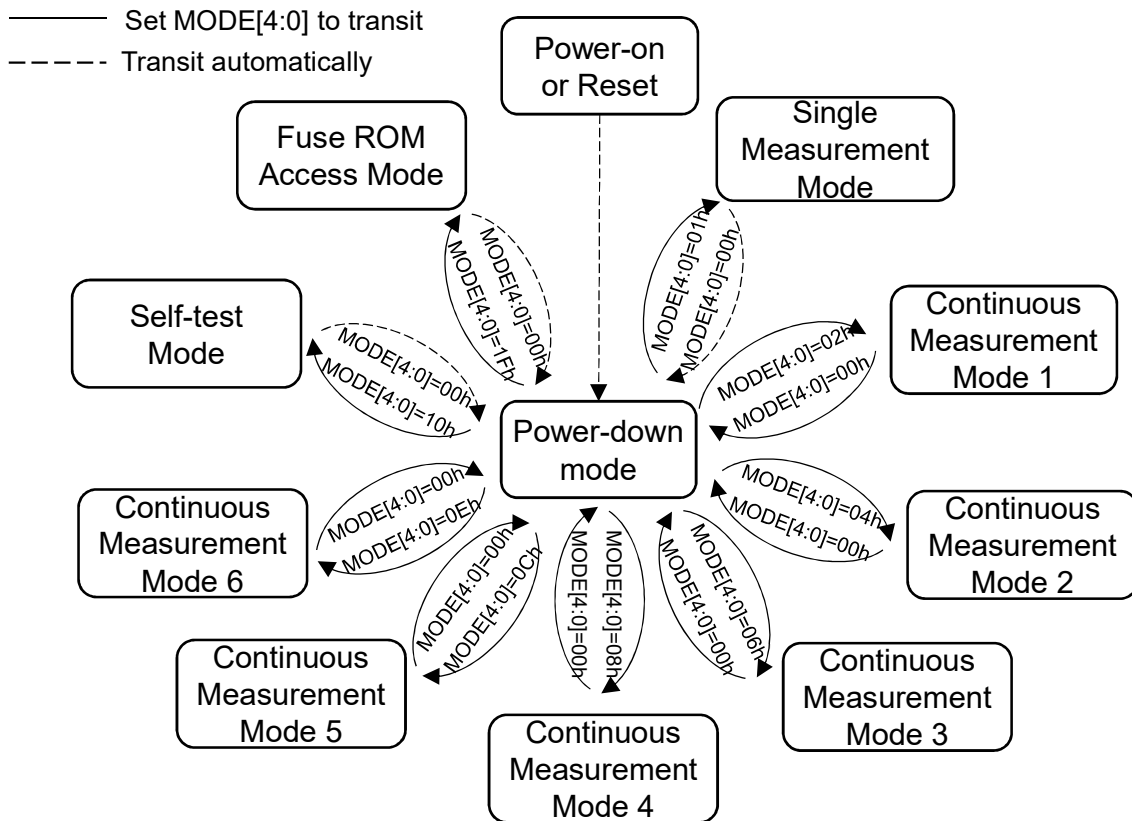 Set MODE[4:0] to transit
Transit automatically
Power-on
or Reset
Fuse ROM
Access Mode
Single
Measurement
Mode
MODE[4:0]=00h
MODE[4:0]=1Fh
MODE[4:0]=01h
MODE[4:0]=00h
Self-test
Mode
MODE[4:0]=00h
MODE[4:0]=10h
Continuous
Measurement
Mode 1
MODE[4:0]=02h
MODE[4:0]=00h
Power-down
mode
Continuous
Measurement
Mode 6
MODE[4:0]=00h
MODE[4:0]=0Eh
Continuous
Measurement
Mode 2
MODE[4:0]=04h
MODE[4:0]=00h
Continuous
Measurement
Mode 5
MODE[4:0]=00h
MODE[4:0]=0Ch
MODE[4:0]=00h
MODE[4:0]=08h
MODE[4:0]=06h
MODE[4:0]=00h
Continuous
Measurement
Mode 3
Continuous
Measurement
Mode 4